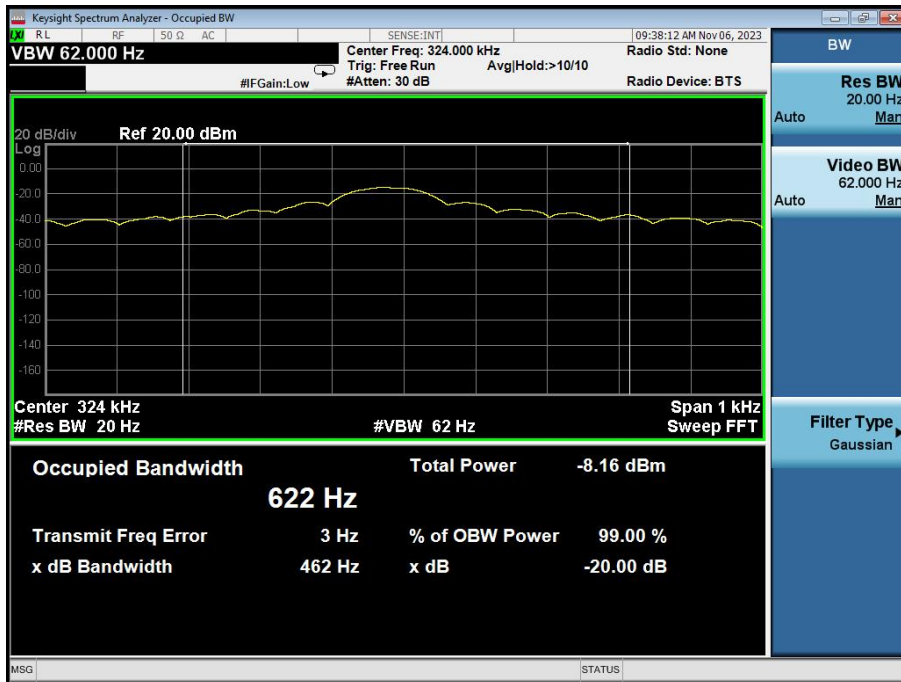 Keysight Spectrum Analyzer - Occupied BW
LXI RL RF 50 Ω AC SENSE:INT 09:38:12 AM Nov 06, 2023
VBW 62.000 Hz
Center Freq: 324.000 kHz Radio Std: None
Trig: Free Run Avg|Hold:>10/10
#IFGain:Low #Atten: 30 dB Radio Device: BTS
20 dB/div Ref 20.00 dBm
Log
0.00
-20.0
-40.0
-60.0
-80.0
-100
-120
-140
-160
Center 324 kHz Span 1 kHz
#Res BW 20 Hz #VBW 62 Hz Sweep FFT
Occupied Bandwidth Total Power -8.16 dBm
622 Hz
Transmit Freq Error 3 Hz % of OBW Power 99.00 %
x dB Bandwidth 462 Hz x dB -20.00 dB
MSG STATUS
BW
Res BW
20.00 Hz
Auto Man
Video BW
62.000 Hz
Auto Man
Filter Type
Gaussian